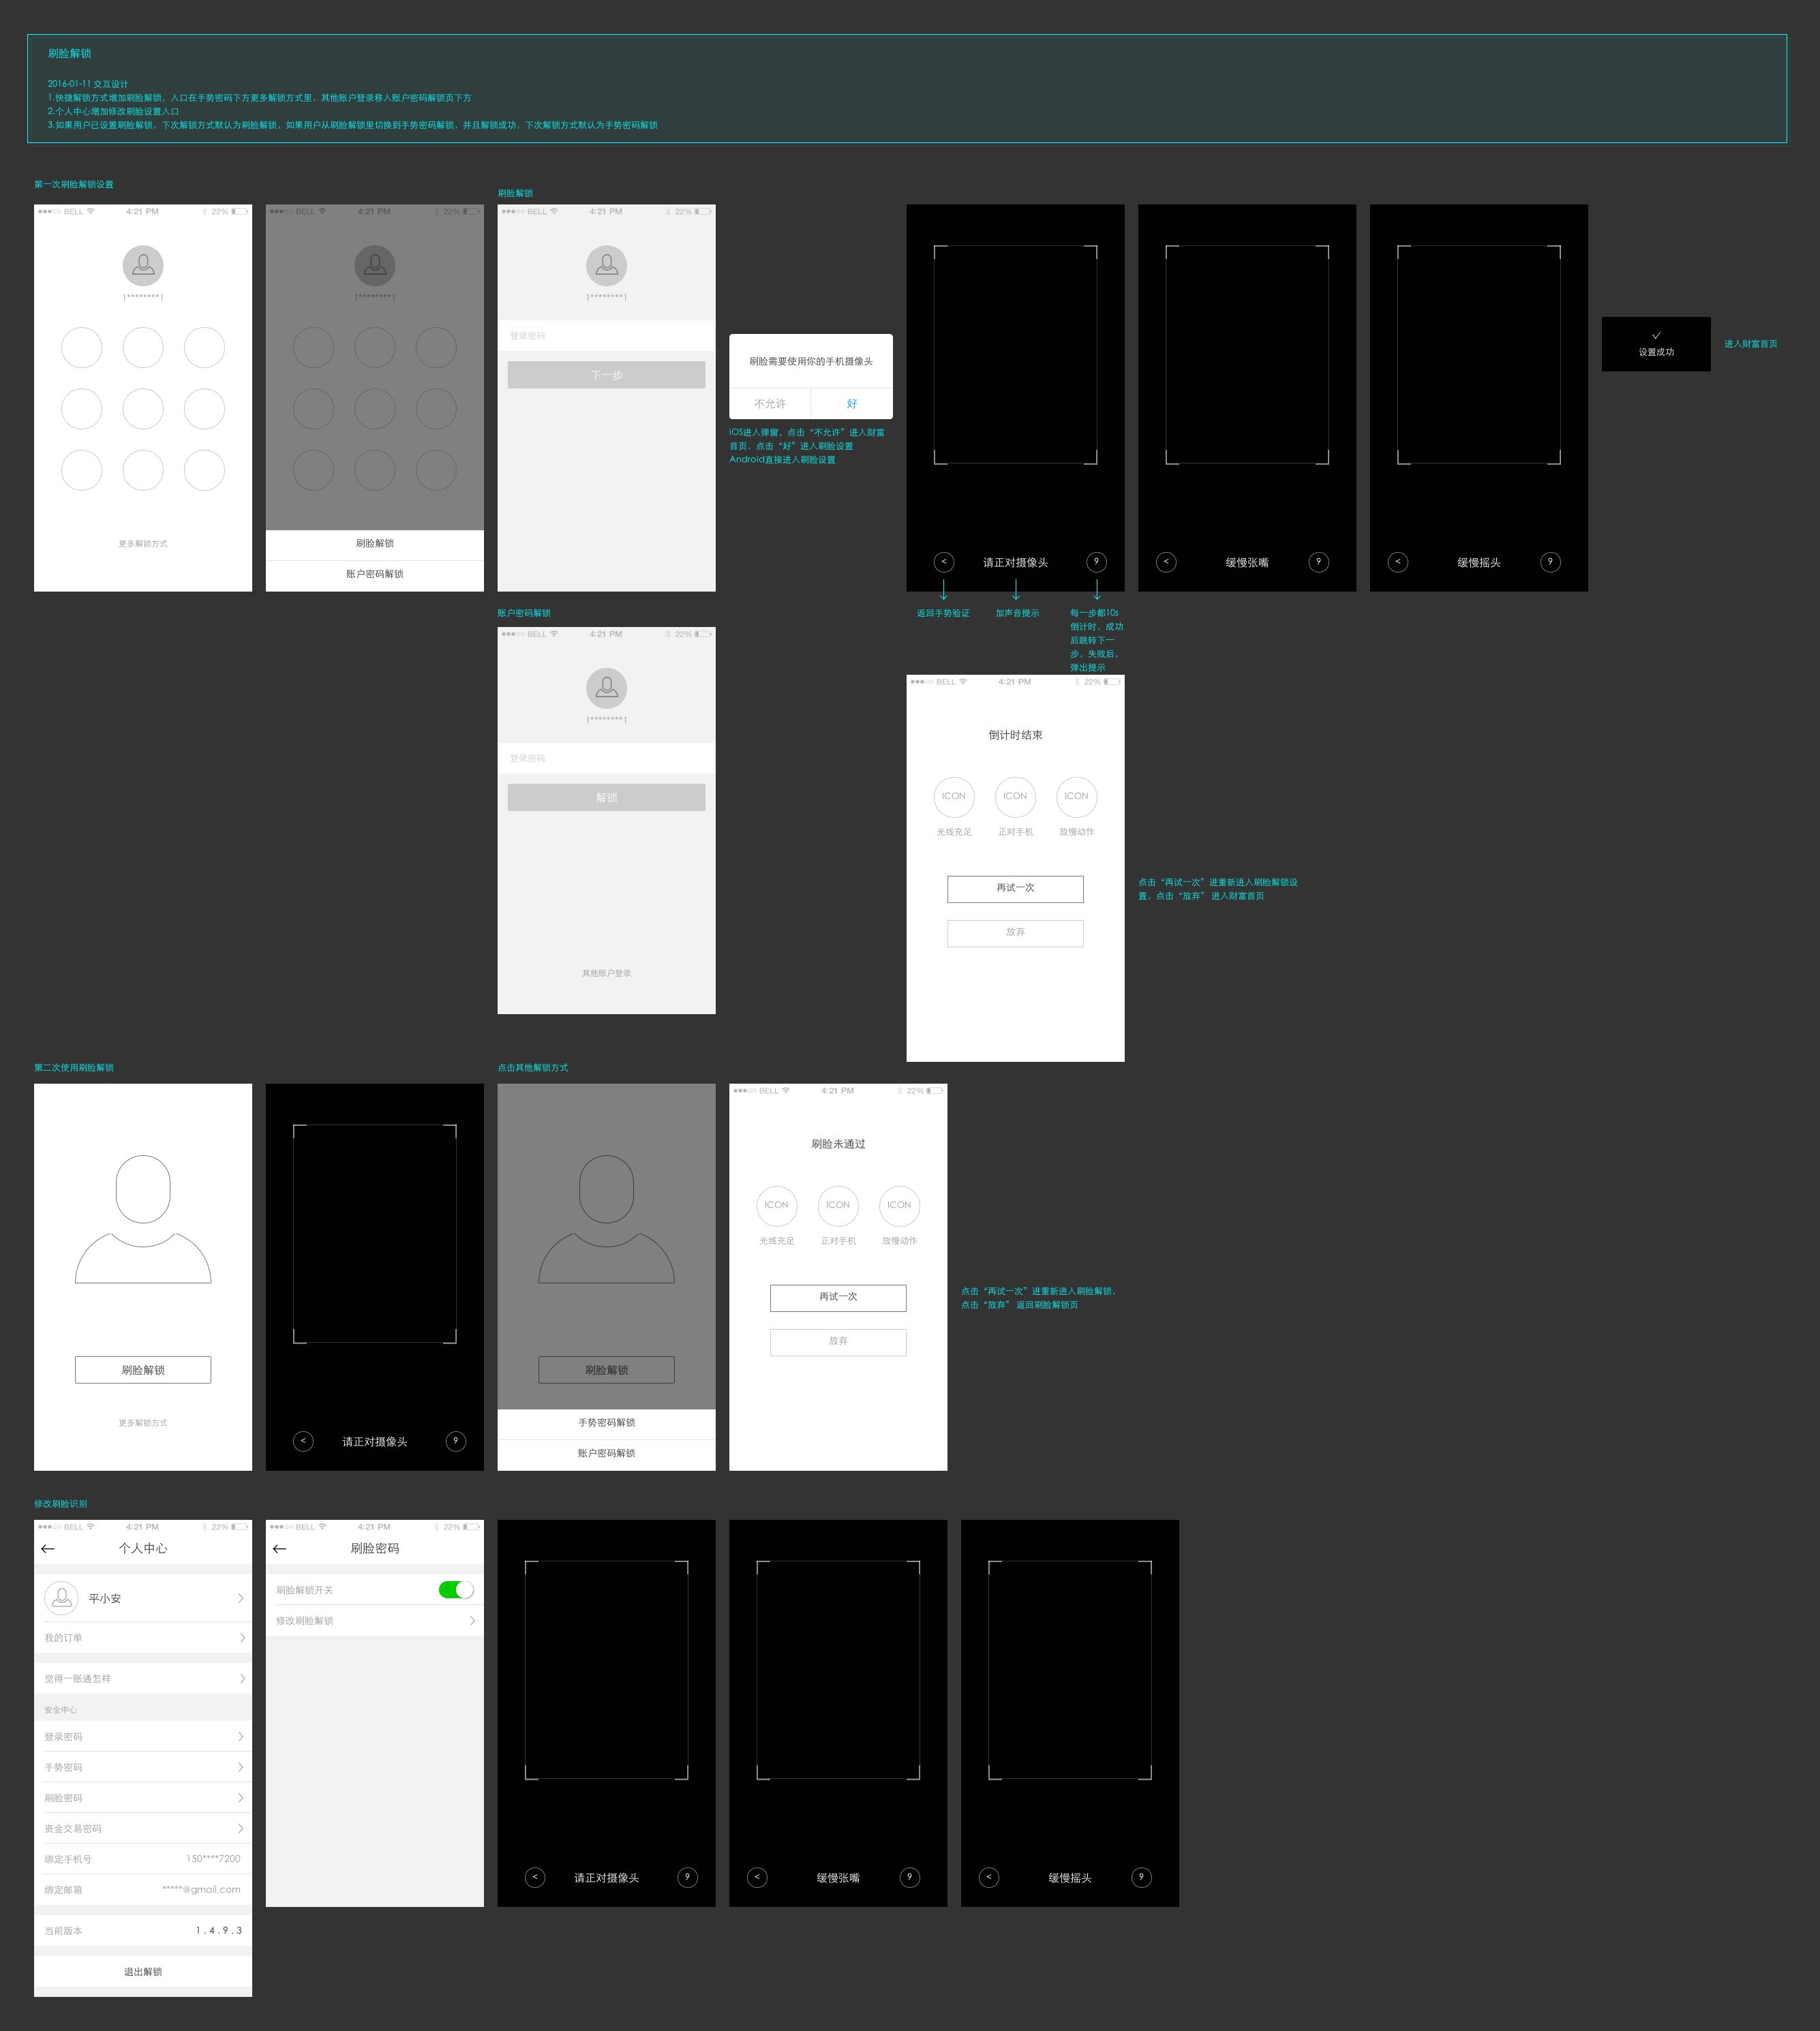 刷脸解锁
2016-01-11 交互设计
1.快捷解锁方式增加刷脸解锁，入口在手势密码下方更多解锁方式里，其他账户登录移入账户密码解锁页下方
2.个人中心增加修改刷脸设置入口
3.如果用户已设置刷脸解锁，下次解锁方式默认为刷脸解锁，如果用户从刷脸解锁里切换到手势密码解锁，并且解锁成功，下次解锁方式默认为手势密码解锁
第一次刷脸解锁设置
BELL 4:21 PM 22%
1********1
更多解锁方式
BELL 4:21 PM 22%
1********1
刷脸解锁
账户密码解锁
刷脸解锁
BELL 4:21 PM 22%
1********1
登录密码
下一步
刷脸需要使用你的手机摄像头
不允许 好
iOS进入弹窗，点击“不允许”进入财富
首页，点击“好”进入刷脸设置
Android直接进入刷脸设置
< 请正对摄像头 9
返回手势验证
加声音提示
每一步都10s
倒计时，成功
后跳转下一
步，失败后，
弹出提示
< 缓慢张嘴 9
< 缓慢摇头 9
设置成功
进入财富首页
账户密码解锁
BELL 4:21 PM 22%
1********1
登录密码
解锁
其他账户登录
BELL 4:21 PM 22%
倒计时结束
ICON ICON ICON
光线充足 正对手机 放慢动作
再试一次
放弃
点击“再试一次”进重新进入刷脸解锁设
置，点击“放弃” 进入财富首页
第二次使用刷脸解锁
刷脸解锁
更多解锁方式
< 请正对摄像头 9
点击其他解锁方式
刷脸解锁
手势密码解锁
账户密码解锁
BELL 4:21 PM 22%
刷脸未通过
ICON ICON ICON
光线充足 正对手机 放慢动作
再试一次
放弃
点击“再试一次”进重新进入刷脸解锁，
点击“放弃” 返回刷脸解锁页
修改刷脸识别
BELL 4:21 PM 22%
个人中心
平小安
我的订单
觉得一账通怎样
安全中心
登录密码
手势密码
刷脸密码
资金交易密码
绑定手机号 150****7200
绑定邮箱 *****@gmail.com
当前版本 1.4.9.3
退出解锁
BELL 4:21 PM 22%
刷脸密码
刷脸解锁开关
修改刷脸解锁
< 请正对摄像头 9
< 缓慢张嘴 9
< 缓慢摇头 9